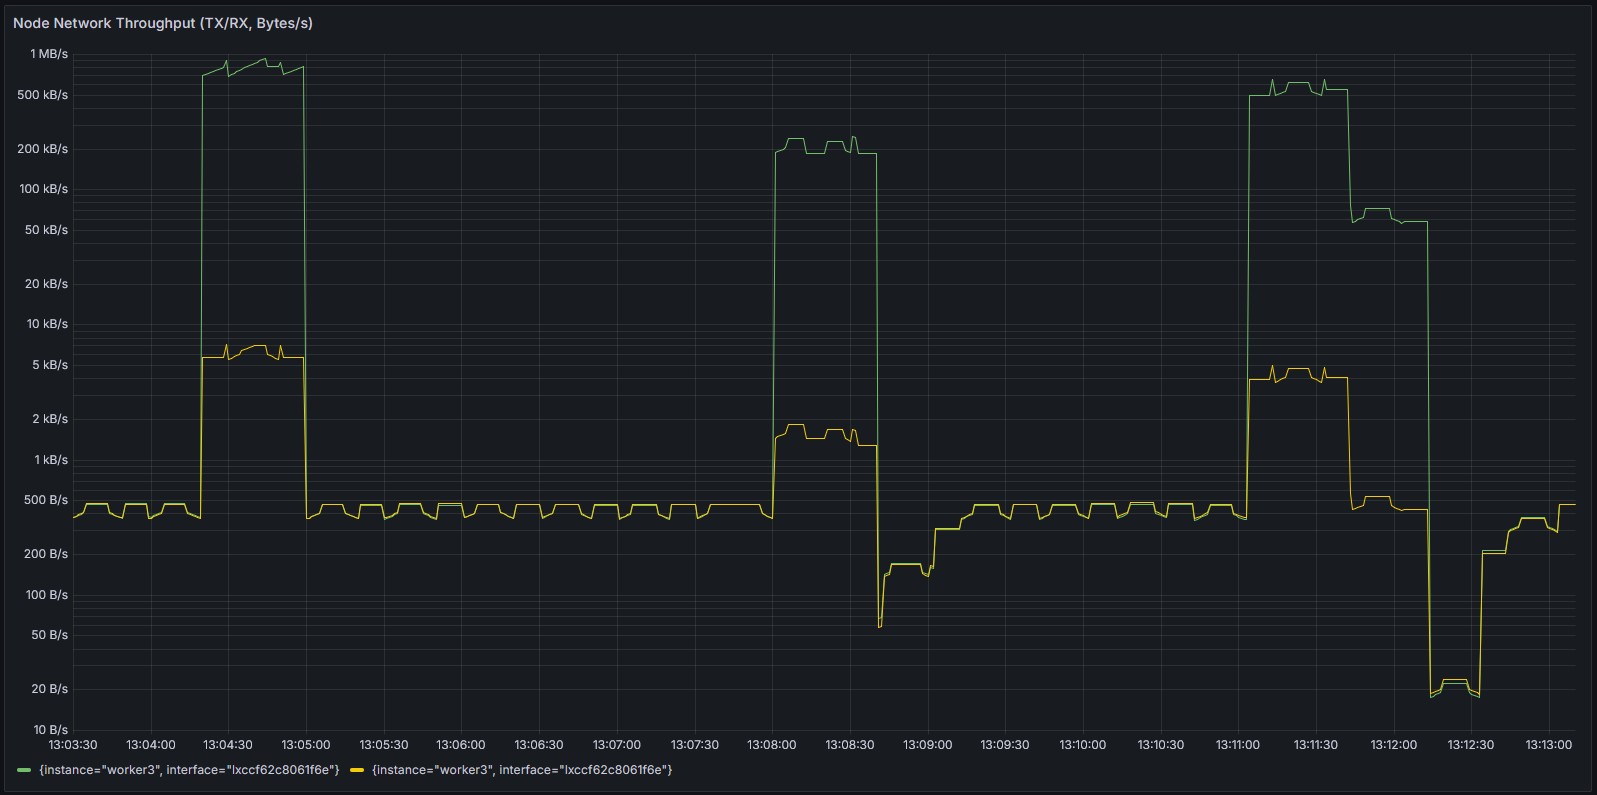 Node Network Throughput (TX/RX, Bytes/s)
1 MB/s
500 kB/s
200 kB/s
100 kB/s
50 kB/s
20 kB/s
10 kB/s
5 kB/s
2 kB/s
1 kB/s
500 B/s
200 B/s
100 B/s
50 B/s
20 B/s
10 B/s
13:03:30 13:04:00 13:04:30 13:05:00 13:05:30 13:06:00 13:06:30 13:07:00 13:07:30 13:08:00 13:08:30 13:09:00 13:09:30 13:10:00 13:10:30 13:11:00 13:11:30 13:12:00 13:12:30 13:13:00
{instance="worker3", interface="lxccf62c8061f6e"} {instance="worker3", interface="lxccf62c8061f6e"}